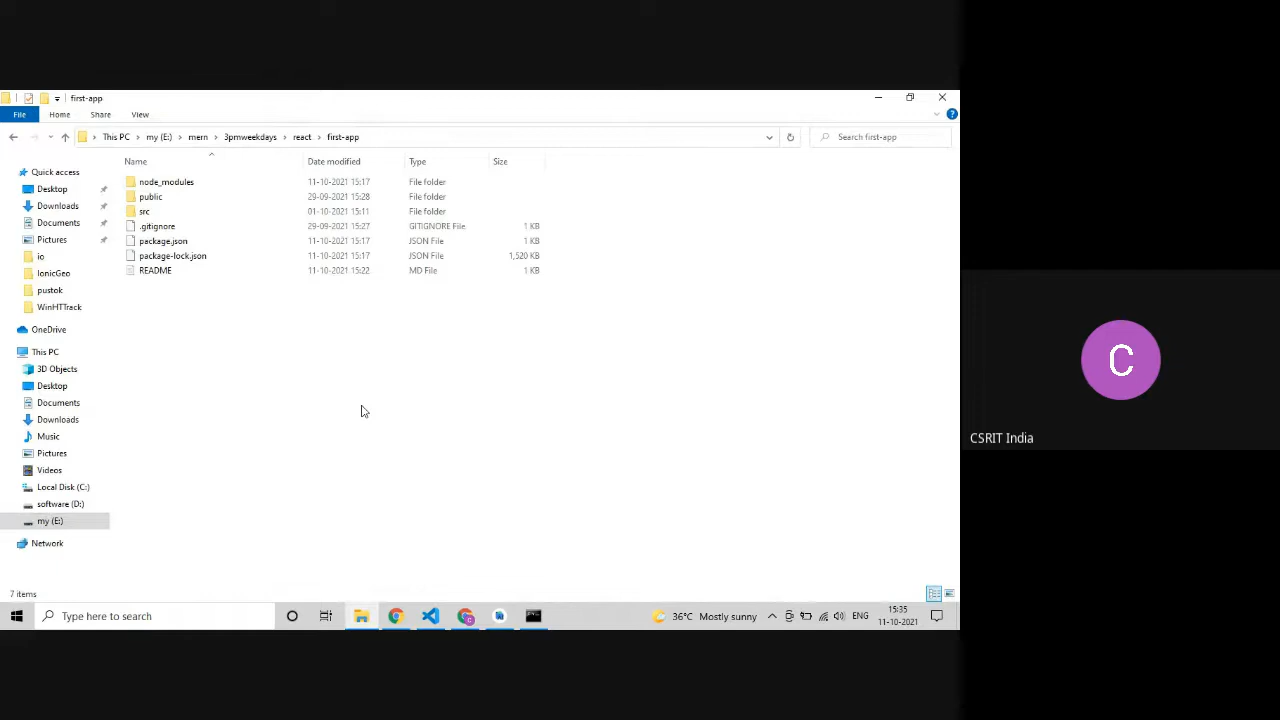 first-app
File Home Share View
This PC my (E:) mern 3pmweekdays react first-app Search first-app
Name Date modified Type Size
Quick access
Desktop
Downloads
Documents
Pictures
io
IonicGeo
pustok
WinHTTrack
OneDrive
This PC
3D Objects
Desktop
Documents
Downloads
Music
Pictures
Videos
Local Disk (C:)
software (D:)
my (E:)
Network
node_modules 11-10-2021 15:17 File folder
public 29-09-2021 15:28 File folder
src 01-10-2021 15:11 File folder
.gitignore 29-09-2021 15:27 GITIGNORE File 1 KB
package.json 11-10-2021 15:17 JSON File 1 KB
package-lock.json 11-10-2021 15:17 JSON File 1,520 KB
README 11-10-2021 15:22 MD File 1 KB
7 items
Type here to search
36°C Mostly sunny ENG
15:35
11-10-2021
C
CSRIT India